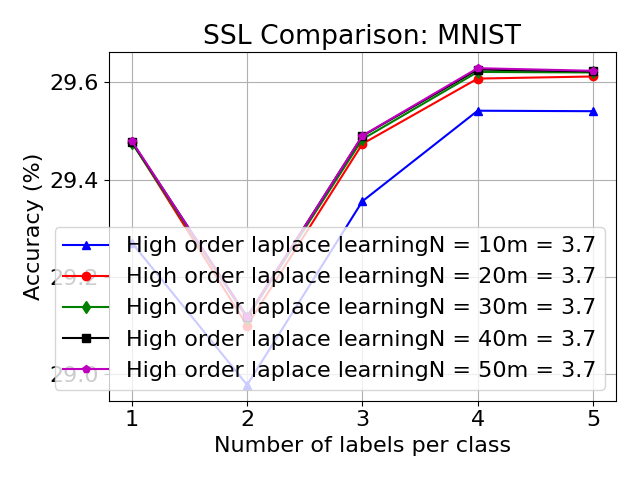 SSL Comparison: MNIST
Accuracy (%)
29.6
29.4
29.2
29.0
High order laplace learningN = 10m = 3.7
High order laplace learningN = 20m = 3.7
High order laplace learningN = 30m = 3.7
High order laplace learningN = 40m = 3.7
High order laplace learningN = 50m = 3.7
1 2 3 4 5
Number of labels per class